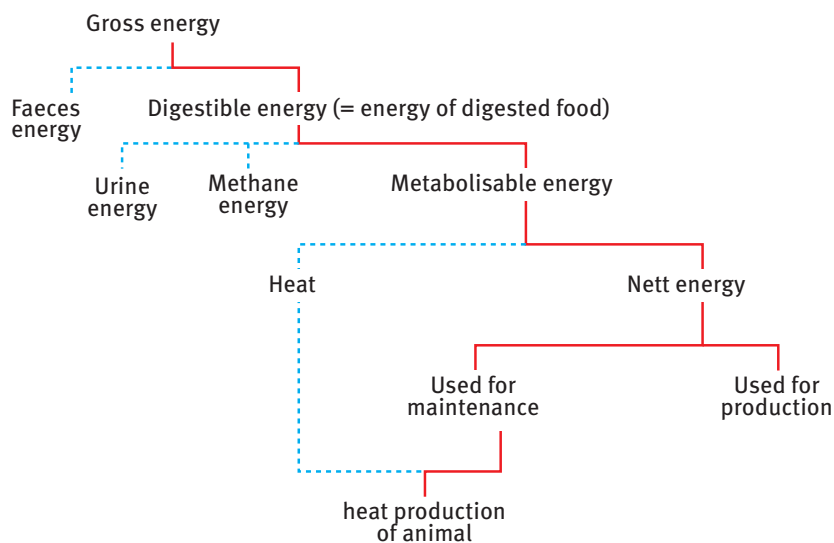 Gross energy
Faeces
energy
Digestible energy (= energy of digested food)
Urine
energy
Methane
energy
Metabolisable energy
Heat
Nett energy
Used for
maintenance
Used for
production
heat production
of animal